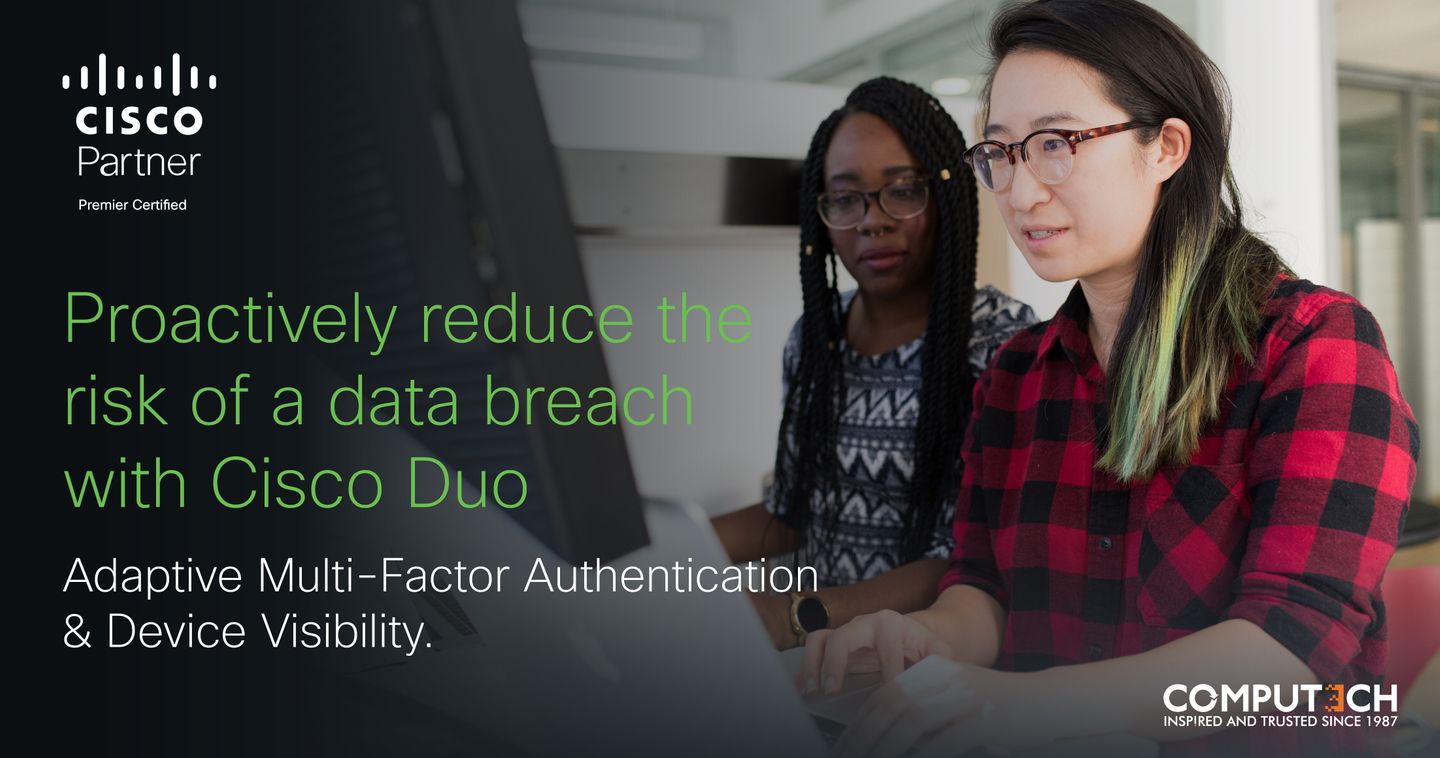 CISCO
Partner
Premier Certified
Proactively reduce the
risk of a data breach
with Cisco Duo
Adaptive Multi-Factor Authentication
& Device Visibility.
COMPUTECH
INSPIRED AND TRUSTED SINCE 1987